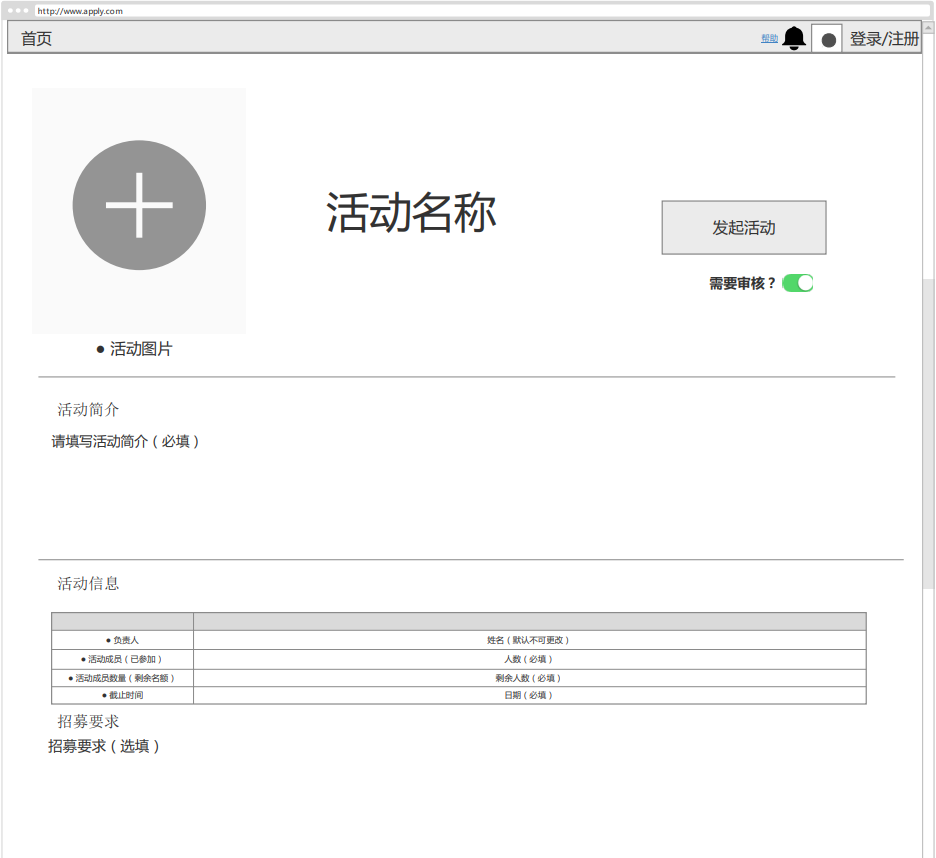 http://www.apply.com
首页 帮助 登录/注册
活动名称
发起活动
需要审核？
● 活动图片
活动简介
请填写活动简介（必填）
活动信息
● 负责人 姓名（默认不可更改）
● 活动成员（已参加） 人数（必填）
● 活动成员数量（剩余名额） 剩余人数（必填）
● 截止时间 日期（必填）
招募要求
招募要求（选填）